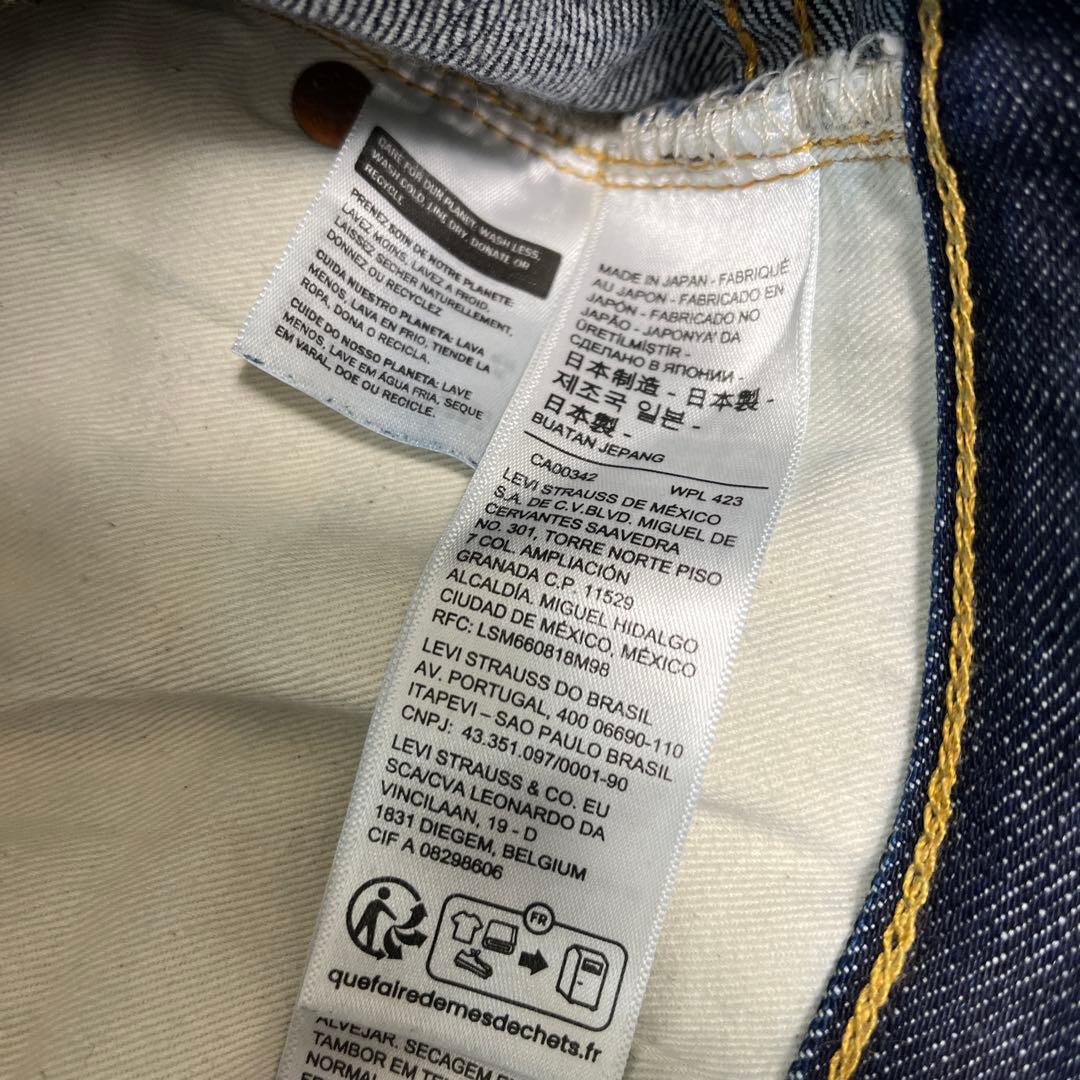 CARE FOR OUR PLANET: WASH LESS,
WASH COLD, LINE DRY, DONATE OR
RECYCLE
PRENEZ SOIN DE NOTRE PLANETE:
LAVEZ MOINS, LAVEZ A FROID,
LAISSEZ SECHER NATURELLEMENT,
DONNEZ OU RECYCLEZ
CUIDA NUESTRO PLANETA: LAVA
MENOS, LAVA EN FRIO, TIENDE LA
ROPA, DONA O RECICLA.
CUIDE DO NOSSO PLANETA: LAVE
MENOS, LAVE EM ÁGUA FRIA, SEQUE
EM VARAL, DOE OU RECICLE.
MADE IN JAPAN - FABRIQUÉ
AU JAPON - FABRICADO EN
JAPÓN - FABRICADO NO
JAPÃO - JAPONYA' DA
ÜRETİLMİŞTİR -
СДЕЛАНО В ЯПОНИИ -
日本制造 - 日本製 -
제조국 일본 -
日本製 -
BUATAN JEPANG
CA00342 WPL 423
LEVI STRAUSS DE MÉXICO
S.A. DE C.V.BLVD. MIGUEL DE
CERVANTES SAAVEDRA
NO. 301, TORRE NORTE PISO
7 COL. AMPLIACIÓN
GRANADA C.P. 11529
ALCALDÍA. MIGUEL HIDALGO
CIUDAD DE MÉXICO, MÉXICO
RFC: LSM660818M98
LEVI STRAUSS DO BRASIL
AV. PORTUGAL, 400 06690-110
ITAPEVI – SAO PAULO BRASIL
CNPJ: 43.351.097/0001-90
LEVI STRAUSS & CO. EU
SCA/CVA LEONARDO DA
VINCILAAN, 19 - D
1831 DIEGEM, BELGIUM
CIF A 08298606
FR
quefairedemesdechets.fr
ALVEJAR. SECAGEM
TAMBOR EM
NORMAL